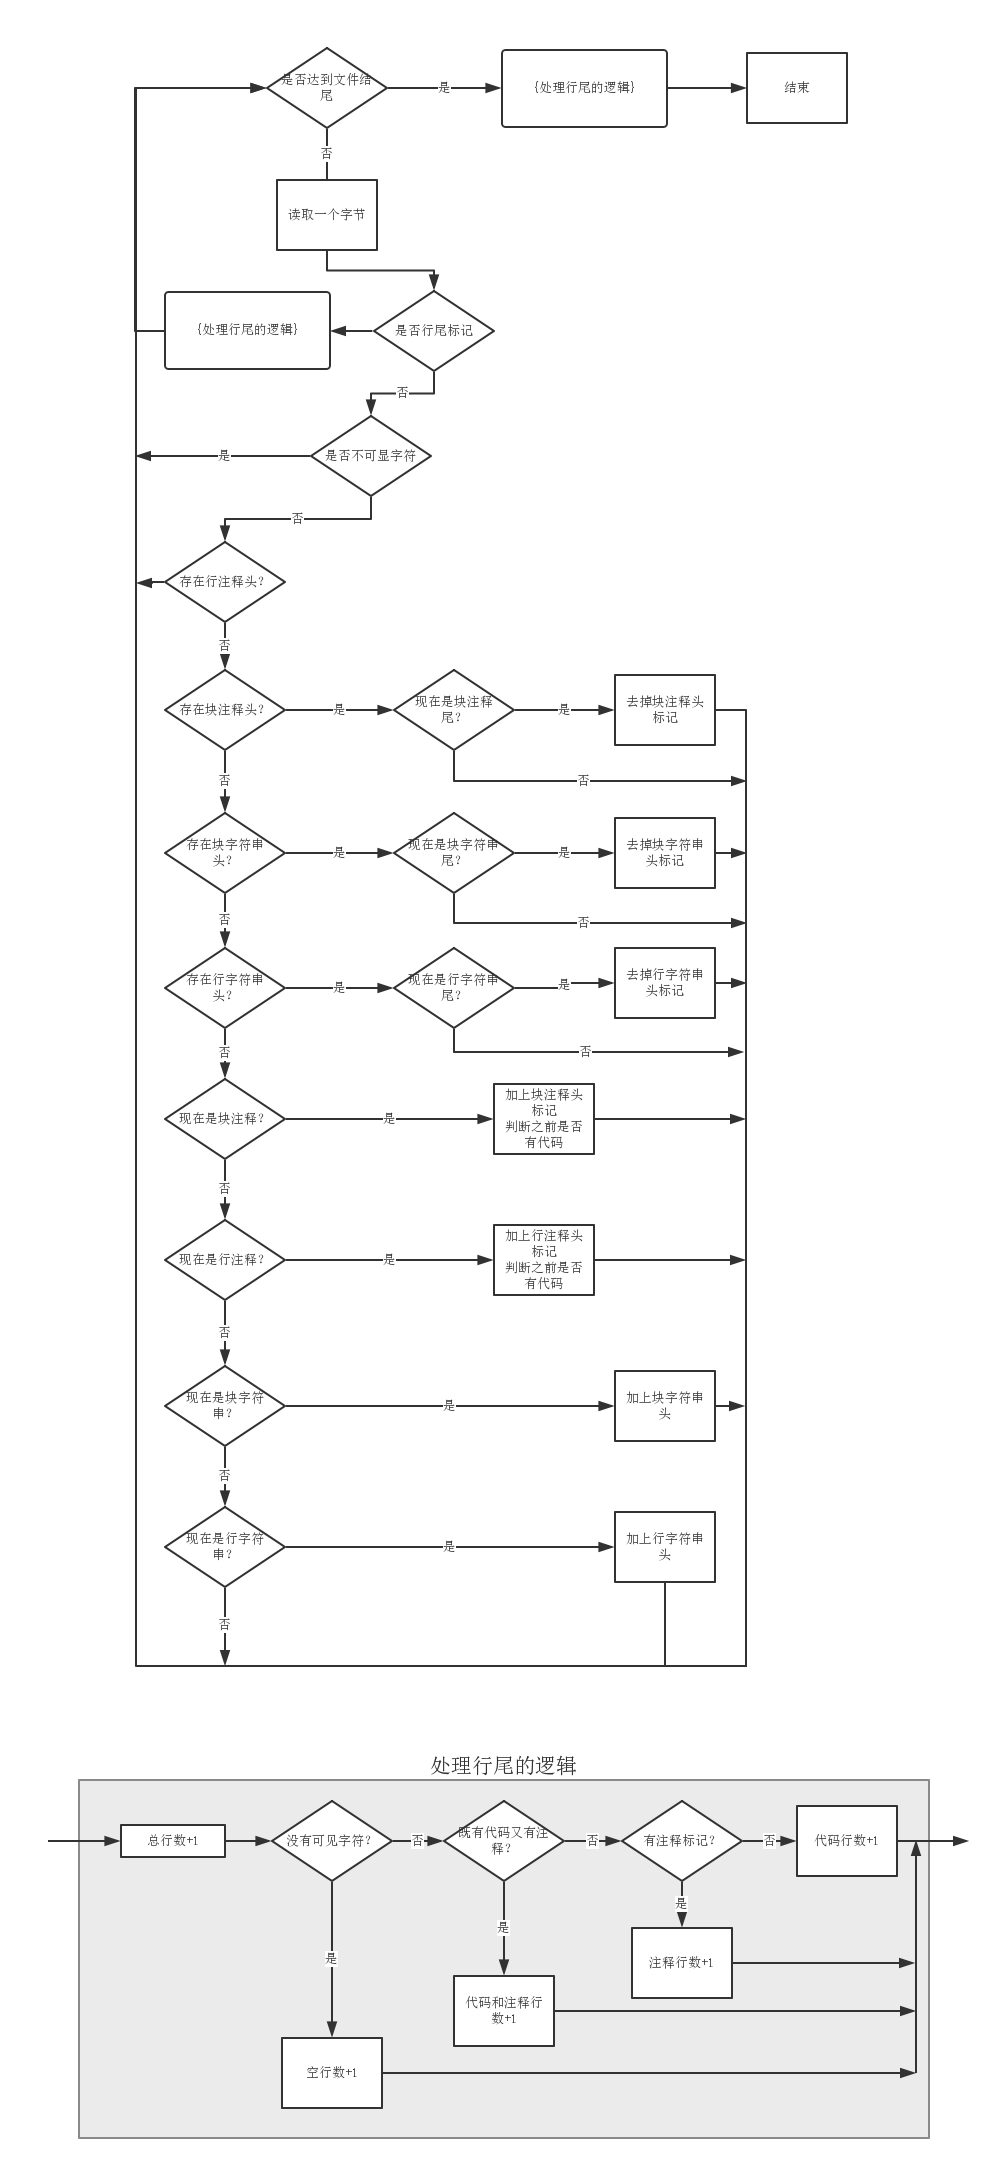 是否达到文件结
尾
是
{处理行尾的逻辑}
结束
否
读取一个字节
{处理行尾的逻辑}
是否行尾标记
否
是否不可显字符
是
否
存在行注释头?
否
存在块注释头?
是
现在是块注释
尾?
是
去掉块注释头
标记
否
否
存在块字符串
头?
是
现在是块字符串
尾?
是
去掉块字符串
头标记
否
否
存在行字符串
头?
是
现在是行字符串
尾?
是
去掉行字符串
头标记
否
否
现在是块注释?
是
加上块注释头
标记
判断之前是否
有代码
否
现在是行注释?
是
加上行注释头
标记
判断之前是否
有代码
否
现在是块字符
串?
是
加上块字符串
头
否
现在是行字符
串?
是
加上行字符串
头
否
处理行尾的逻辑
总行数+1
没有可见字符?
否
既有代码又有注
释?
否
有注释标记?
否
代码行数+1
是
是
是
注释行数+1
代码和注释行
数+1
空行数+1